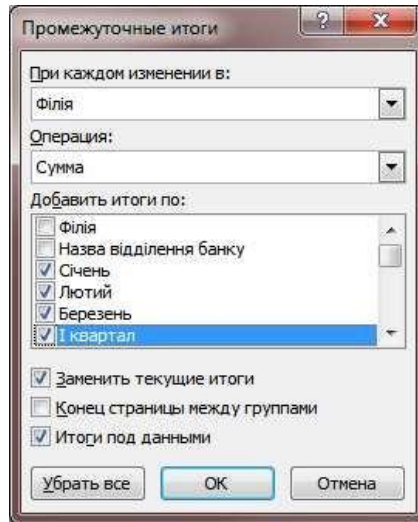 Промежуточные итоги
При каждом изменении в:
Філія
Операция:
Сумма
Добавить итоги по:
Філія
Назва відділення банку
Січень
Лютий
Березень
І квартал
Заменить текущие итоги
Конец страницы между группами
Итоги под данными
Убрать все ОК Отмена